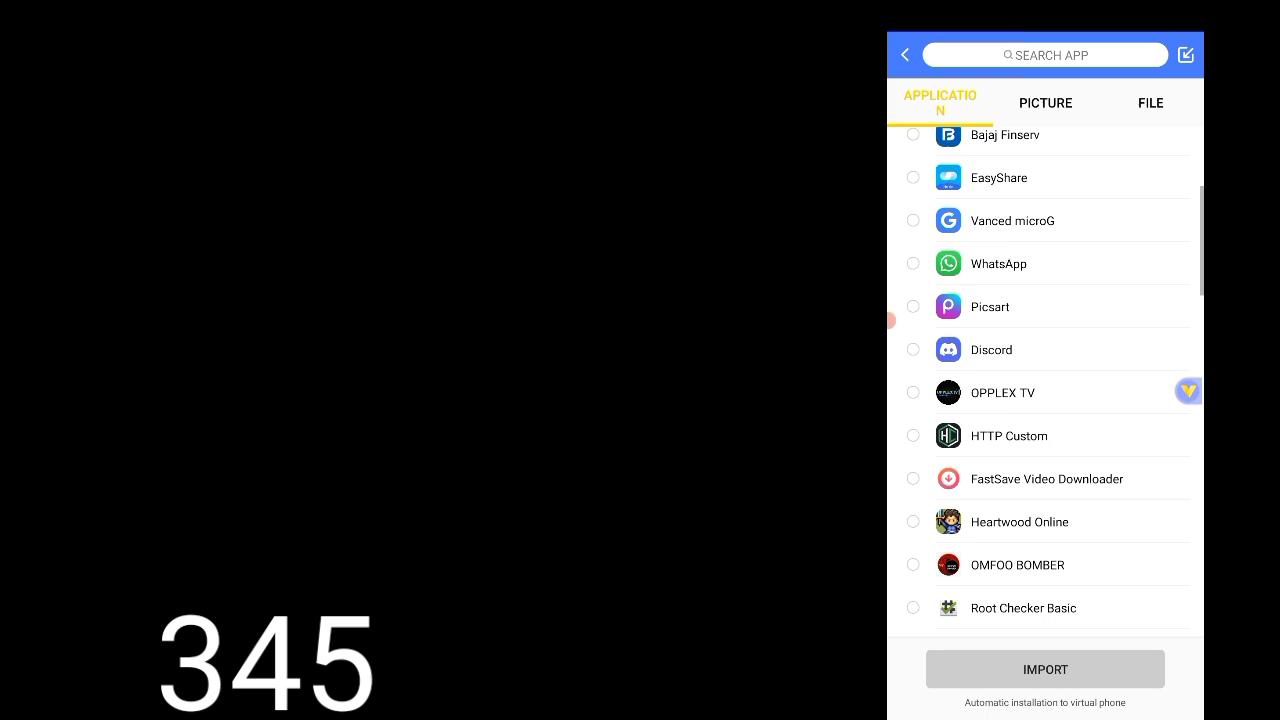 SEARCH APP
APPLICATIO
N
PICTURE
FILE
Bajaj Finserv
EasyShare
Vanced microG
WhatsApp
Picsart
Discord
OPPLEX TV
HTTP Custom
FastSave Video Downloader
Heartwood Online
OMFOO BOMBER
Root Checker Basic
IMPORT
Automatic installation to virtual phone
345